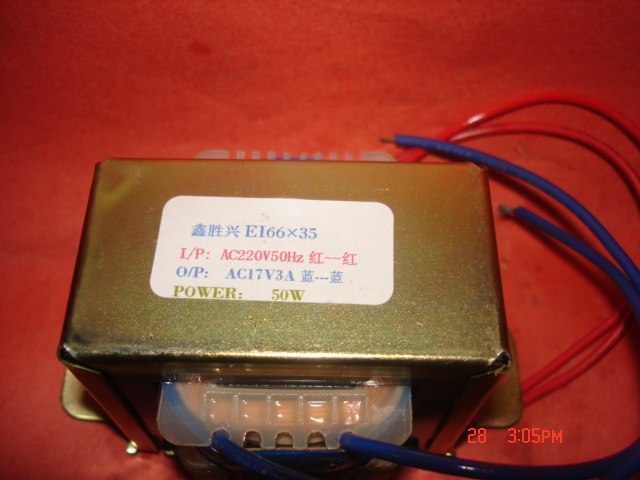 鑫胜兴 EI66×35
I/P: AC220V50Hz 红--红
O/P: AC17V3A 蓝---蓝
POWER: 50W
28 3:05PM